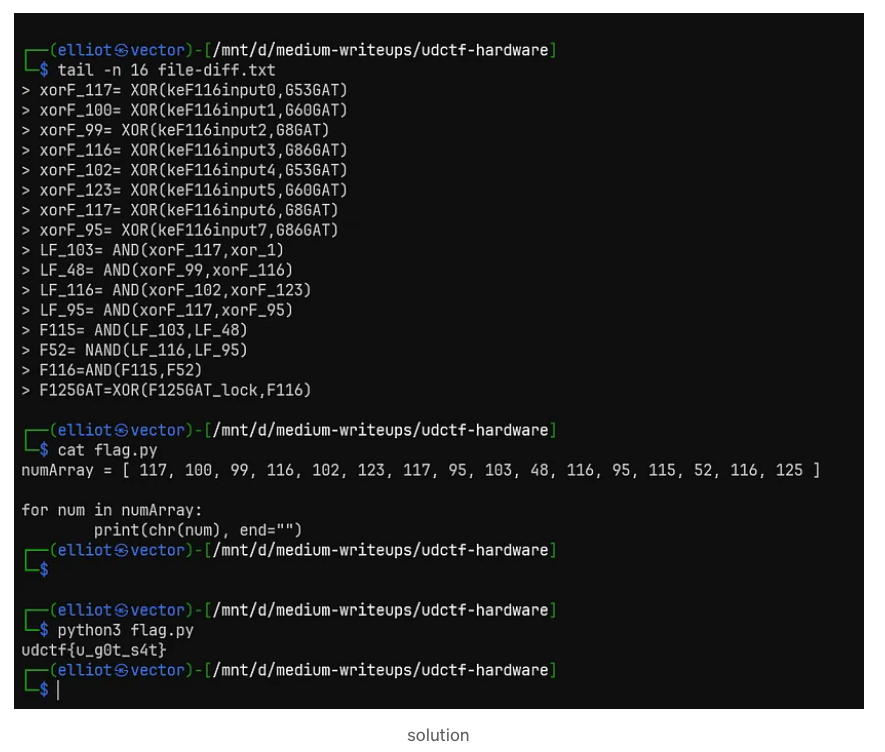 ┌──(elliot㉿vector)-[/mnt/d/medium-writeups/udctf-hardware]
└─$ tail -n 16 file-diff.txt
> xorF_117= XOR(keF116input0,G53GAT)
> xorF_100= XOR(keF116input1,G60GAT)
> xorF_99= XOR(keF116input2,G8GAT)
> xorF_116= XOR(keF116input3,G86GAT)
> xorF_102= XOR(keF116input4,G53GAT)
> xorF_123= XOR(keF116input5,G60GAT)
> xorF_117= XOR(keF116input6,G8GAT)
> xorF_95= XOR(keF116input7,G86GAT)
> LF_103= AND(xorF_117,xor_1)
> LF_48= AND(xorF_99,xorF_116)
> LF_116= AND(xorF_102,xorF_123)
> LF_95= AND(xorF_117,xorF_95)
> F115= AND(LF_103,LF_48)
> F52= NAND(LF_116,LF_95)
> F116=AND(F115,F52)
> F125GAT=XOR(F125GAT_lock,F116)
┌──(elliot㉿vector)-[/mnt/d/medium-writeups/udctf-hardware]
└─$ cat flag.py
numArray = [ 117, 100, 99, 116, 102, 123, 117, 95, 103, 48, 116, 95, 115, 52, 116, 125 ]
for num in numArray:
        print(chr(num), end="")
┌──(elliot㉿vector)-[/mnt/d/medium-writeups/udctf-hardware]
└─$
┌──(elliot㉿vector)-[/mnt/d/medium-writeups/udctf-hardware]
└─$ python3 flag.py
udctf{u_g0t_s4t}
┌──(elliot㉿vector)-[/mnt/d/medium-writeups/udctf-hardware]
└─$
solution